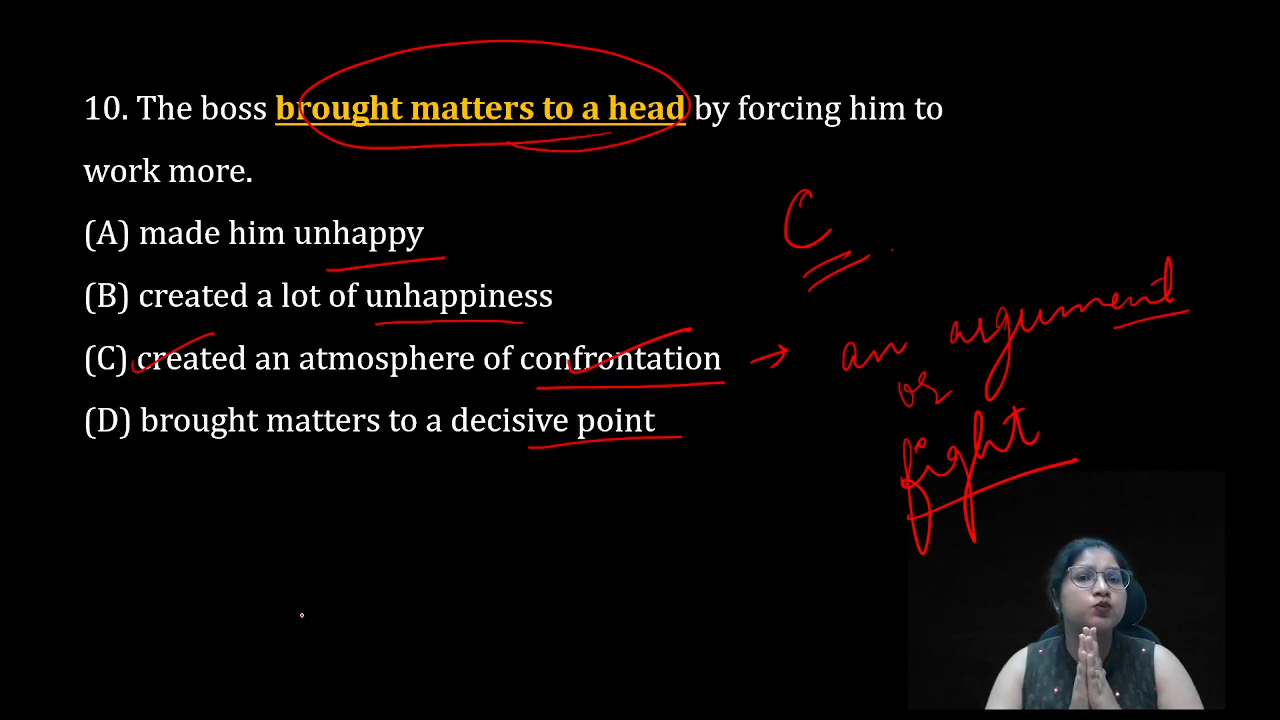 10. The boss brought matters to a head by forcing him to
work more.
(A) made him unhappy
(B) created a lot of unhappiness
(C) created an atmosphere of confrontation → an argument
or
fight
(D) brought matters to a decisive point
C